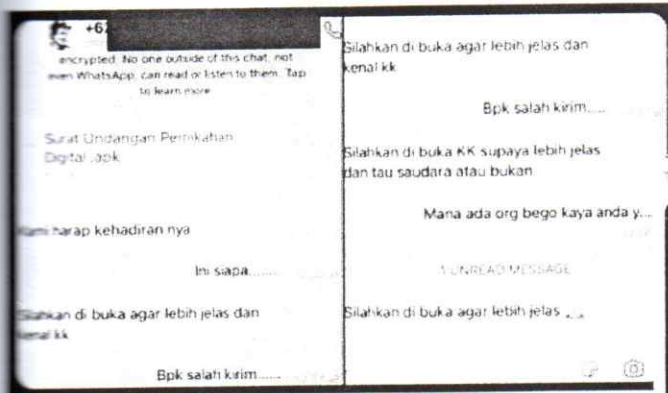 +62
encrypted. No one outside of this chat, not
even WhatsApp, can read or listen to them. Tap
to learn more
Surat Undangan Pernikahan
Digital .apk
Kami harap kehadiran nya
Ini siapa.......
Silahkan di buka agar lebih jelas dan
kenal kk
Bpk salah kirim......
Silahkan di buka agar lebih jelas dan
kenal kk
Bpk salah kirim.....
Silahkan di buka KK supaya lebih jelas
dan tau saudara atau bukan
Mana ada org bego kaya anda y...
1 UNREAD MESSAGE
Silahkan di buka agar lebih jelas